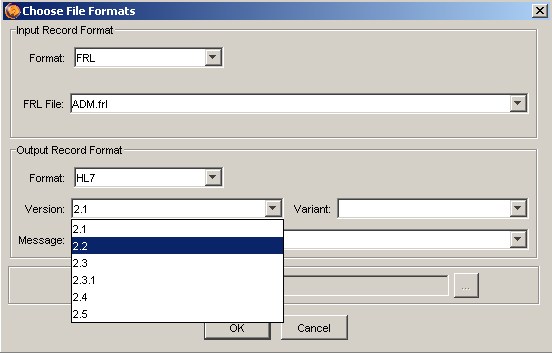 Choose File Formats
Input Record Format
Format: FRL
FRL File: ADM.frl
Output Record Format
Format: HL7
Version: 2.1 Variant:
2.1
Message: 2.2
2.3
2.3.1
2.4
2.5
...
OK Cancel